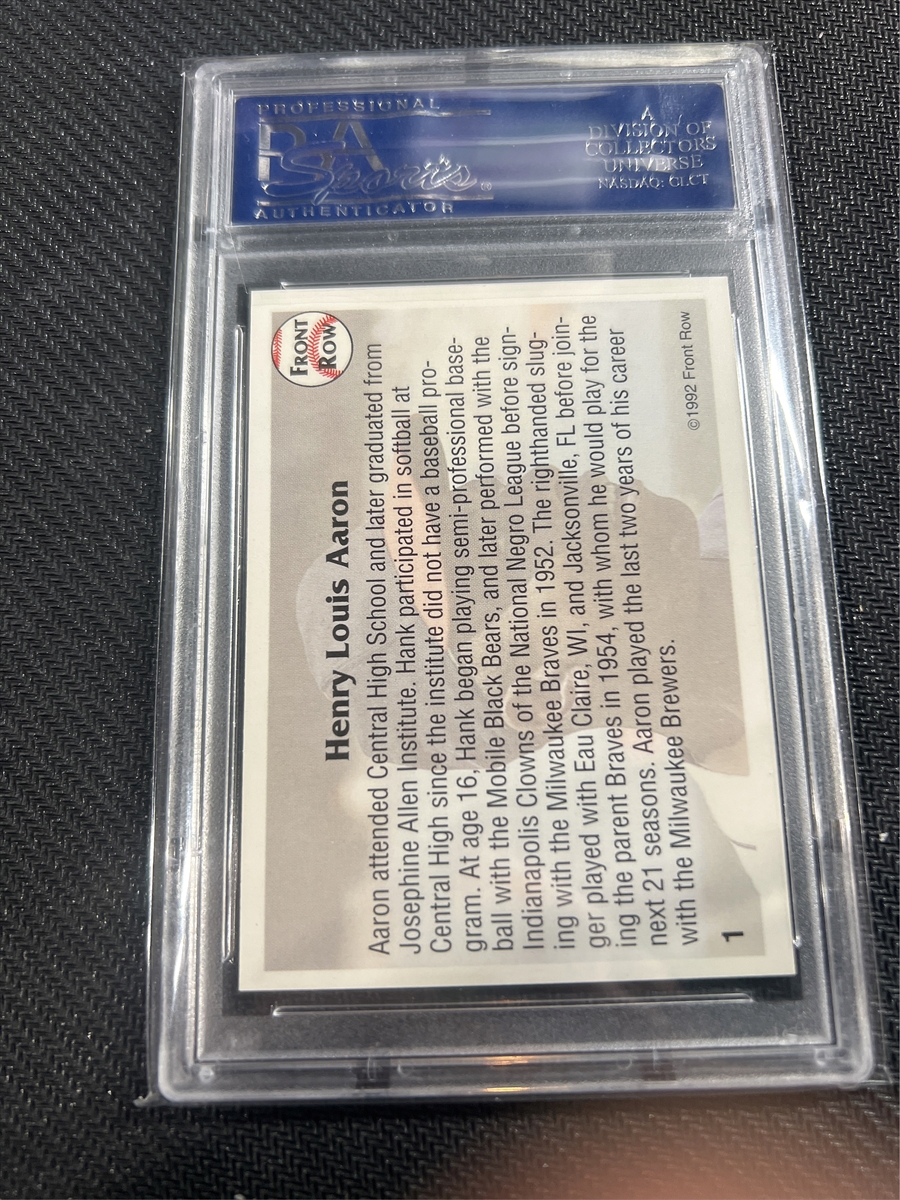 PROFESSIONAL
PSA
Sports®
AUTHENTICATOR
A
DIVISION OF
COLLECTORS
UNIVERSE
NASDAQ: CLCT
FRONT
ROW
Henry Louis Aaron
Aaron attended Central High School and later graduated from
Josephine Allen Institute. Hank participated in softball at
Central High since the institute did not have a baseball pro-
gram. At age 16, Hank began playing semi-professional base-
ball with the Mobile Black Bears, and later performed with the
Indianapolis Clowns of the National Negro League before sign-
ing with the Milwaukee Braves in 1952. The righthanded slug-
ger played with Eau Claire, WI, and Jacksonville, FL before join-
ing the parent Braves in 1954, with whom he would play for the
next 21 seasons. Aaron played the last two years of his career
with the Milwaukee Brewers.
1
©1992 Front Row